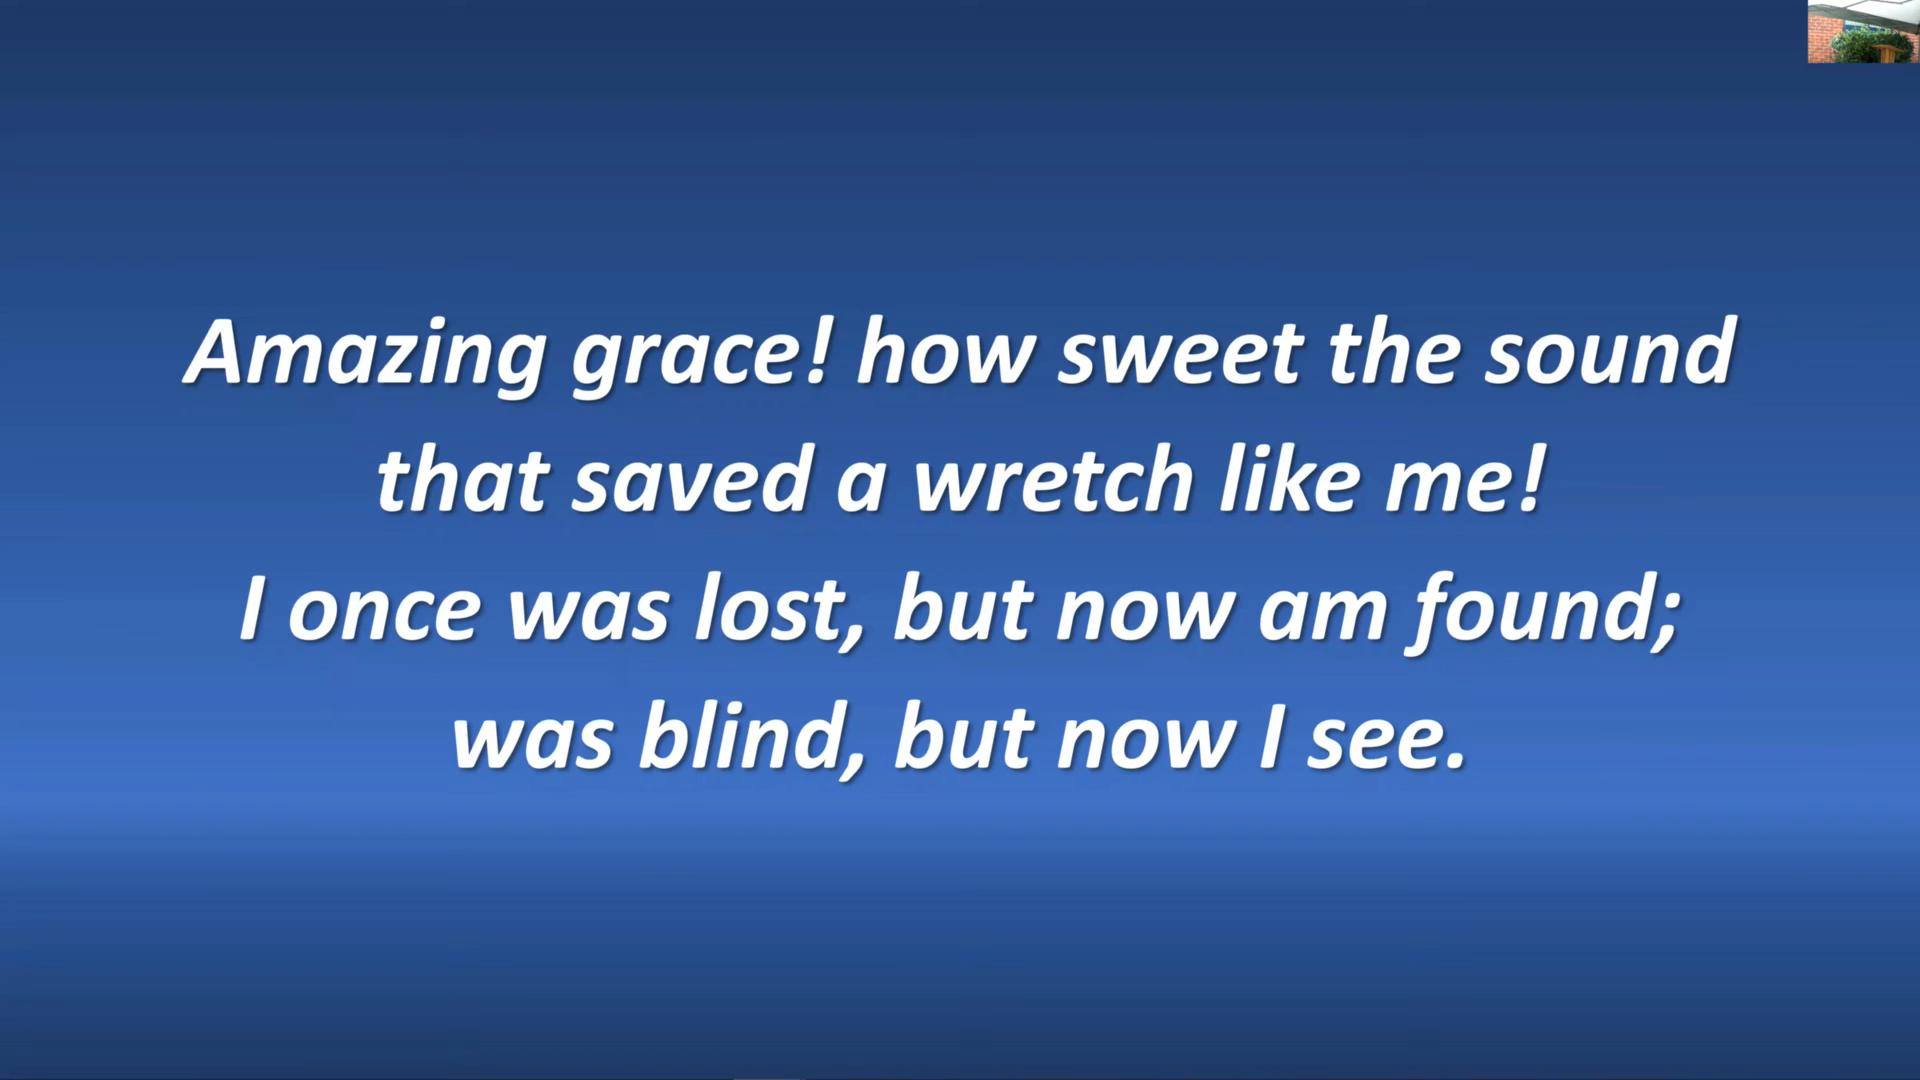 Amazing grace! how sweet the sound
that saved a wretch like me!
I once was lost, but now am found;
was blind, but now I see.